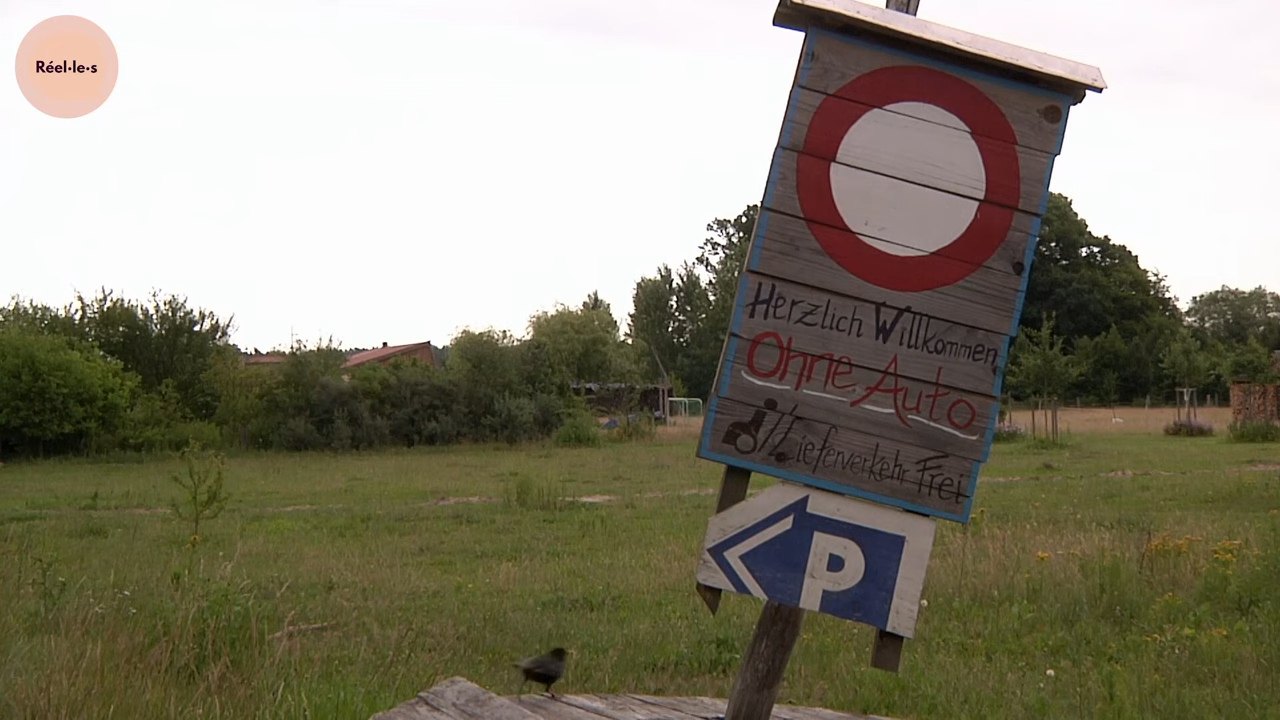 Réel·le·s
Herzlich Willkommen
Ohne Auto
/Lieferverkehr Frei
P